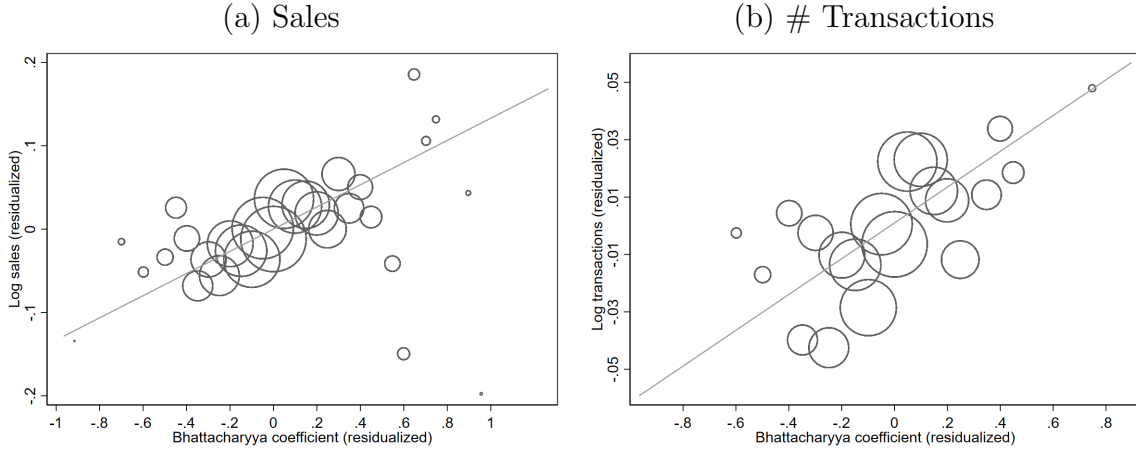 (a) Sales
Log sales (residualized)
.2
.1
0
-.1
-.2
-1 -.8 -.6 -.4 -.2 0 .2 .4 .6 .8 1
Bhattacharyya coefficient (residualized)
(b) # Transactions
Log transactions (residualized)
.05
.03
.01
-.01
-.03
-.05
-.8 -.6 -.4 -.2 0 .2 .4 .6 .8
Bhattacharyya coefficient (residualized)